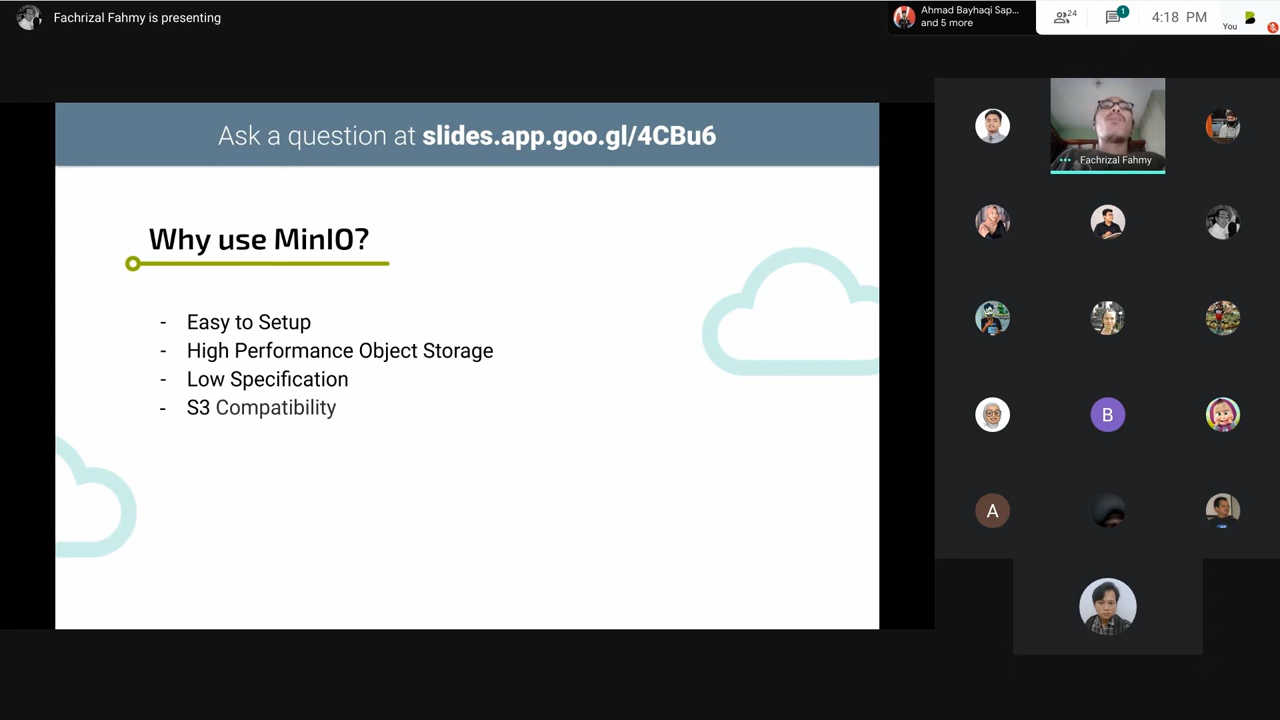 Fachrizal Fahmy is presenting
Ahmad Bayhaqi Sap...
and 5 more
24
1
4:18 PM
You
Ask a question at slides.app.goo.gl/4CBu6
Why use MinIO?
- Easy to Setup
- High Performance Object Storage
- Low Specification
- S3 Compatibility
Fachrizal Fahmy
B
A